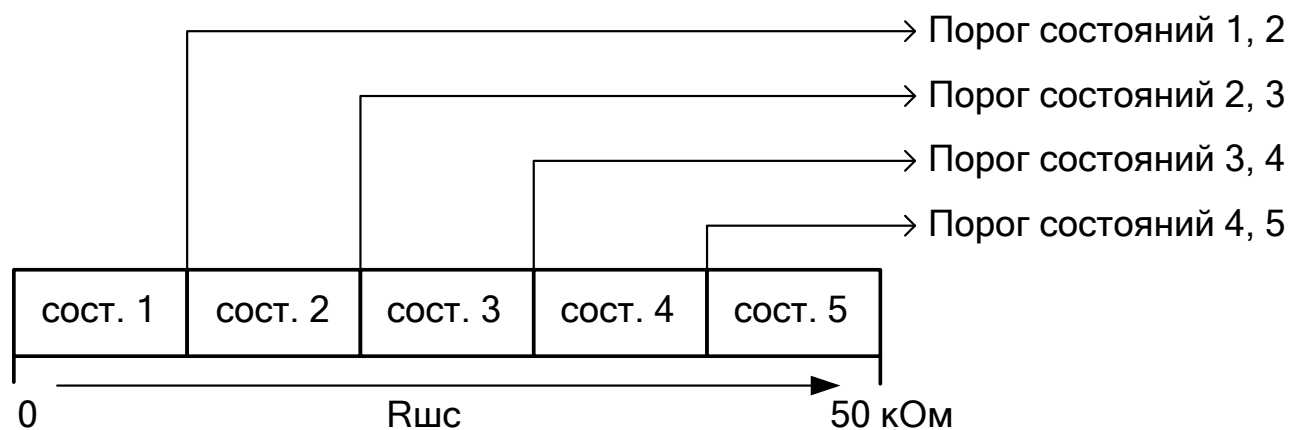 Порог состояний 1, 2
Порог состояний 2, 3
Порог состояний 3, 4
Порог состояний 4, 5
сост. 1 сост. 2 сост. 3 сост. 4 сост. 5
0 Rшс 50 кОм